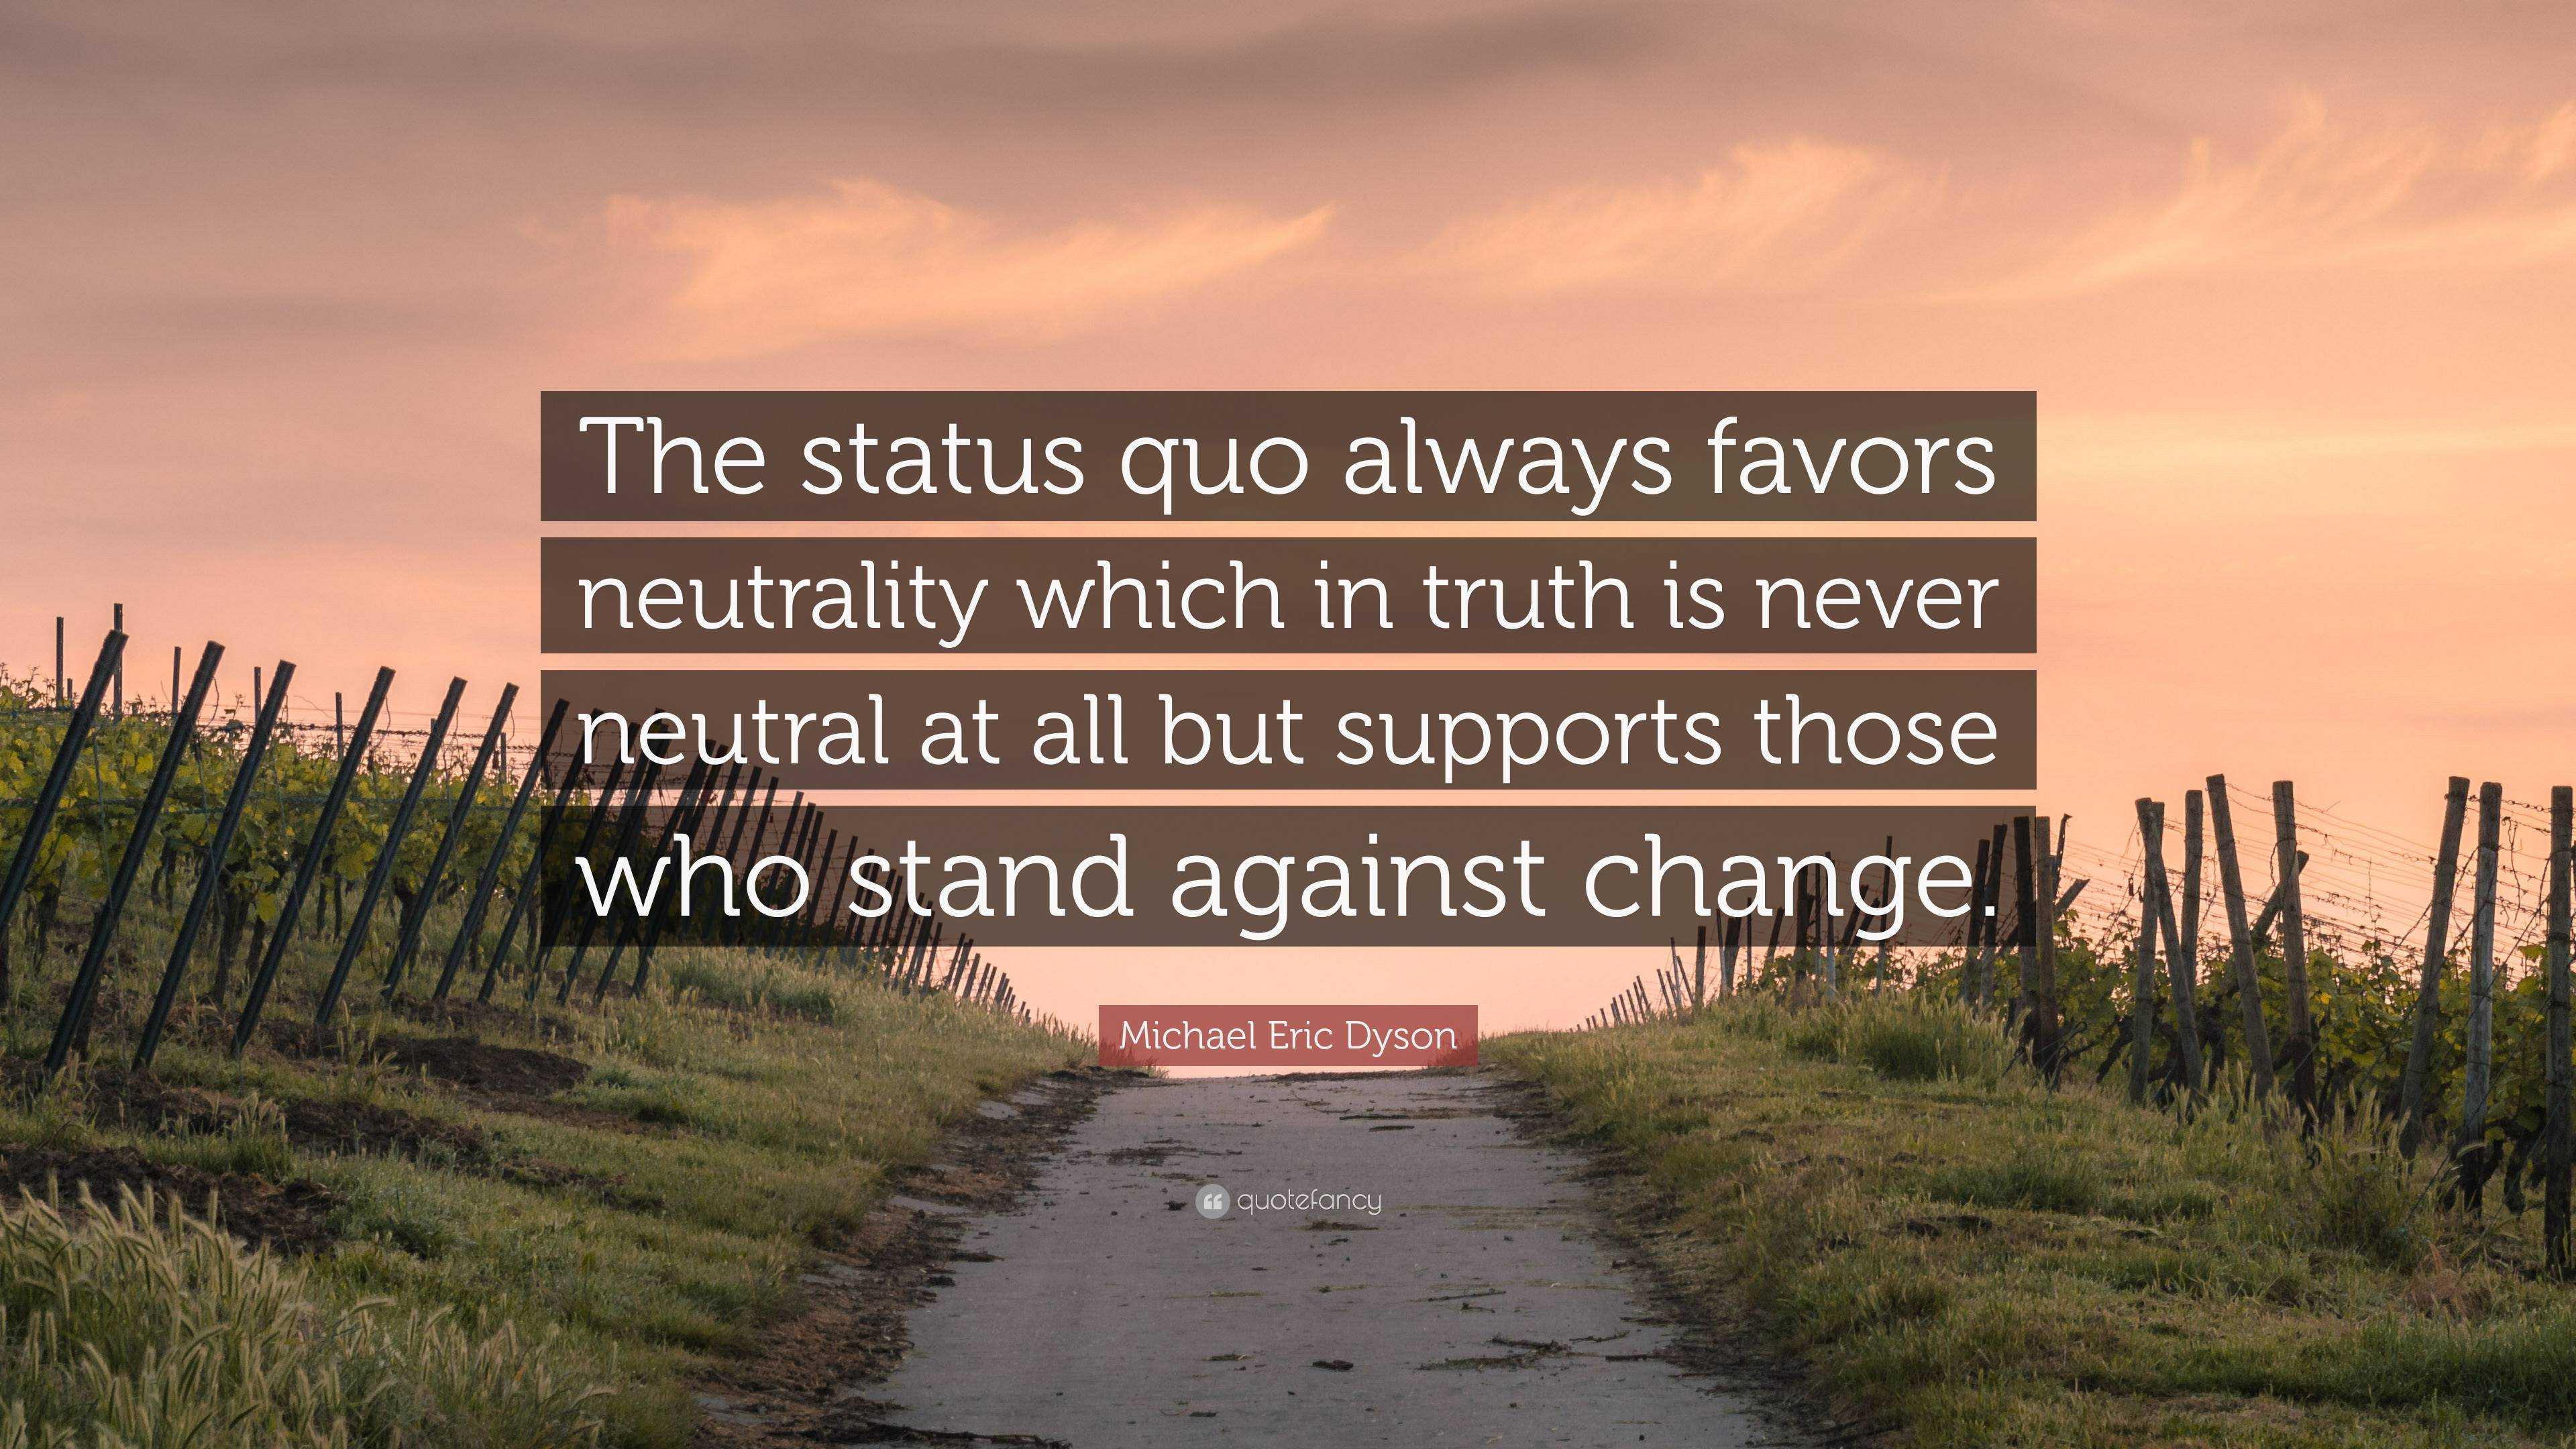 The status quo always favors
neutrality which in truth is never
neutral at all but supports those
who stand against change.
Michael Eric Dyson
quotefancy